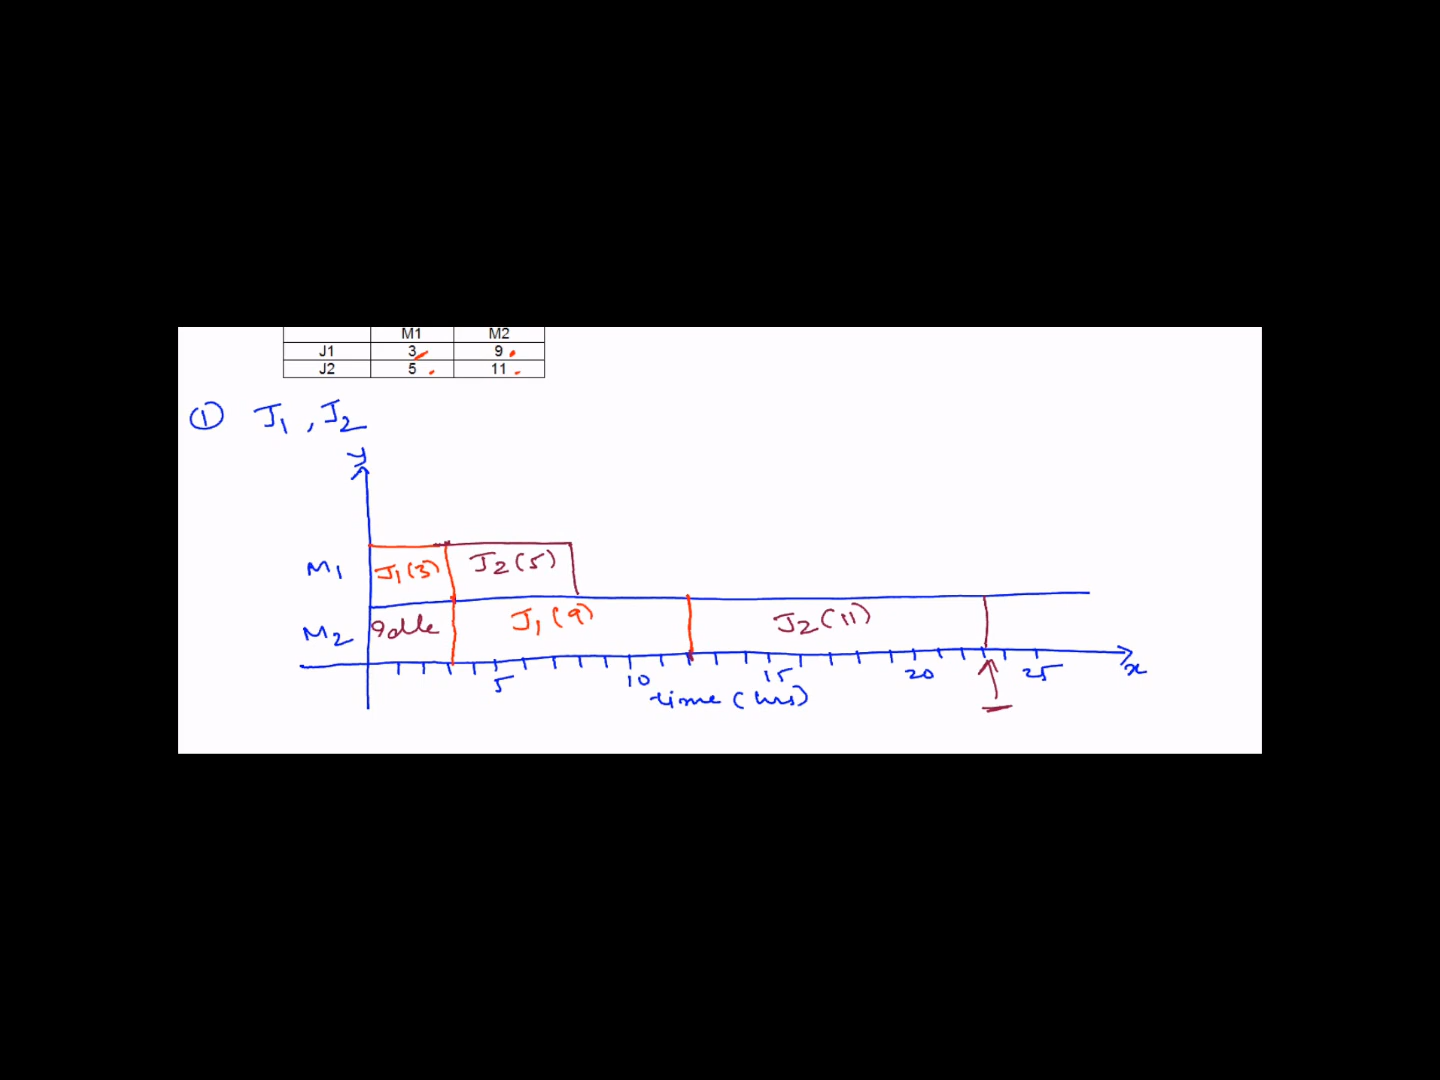 M1 M2
J1 3 9
J2 5 11
① J1, J2
y
M1 J1(3) J2(5)
M2 Idle J1(9) J2(11)
5 10 15 20 25 x
time (hrs)